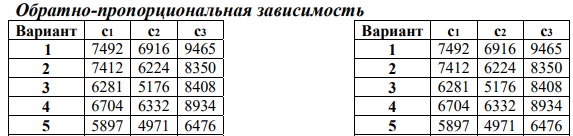 Обратно-пропорциональная зависимость
Вариант c1 c2 c3 Вариант c1 c2 c3
1 7492 6916 9465 1 7492 6916 9465
2 7412 6224 8350 2 7412 6224 8350
3 6281 5176 8408 3 6281 5176 8408
4 6704 6332 8934 4 6704 6332 8934
5 5897 4971 6476 5 5897 4971 6476